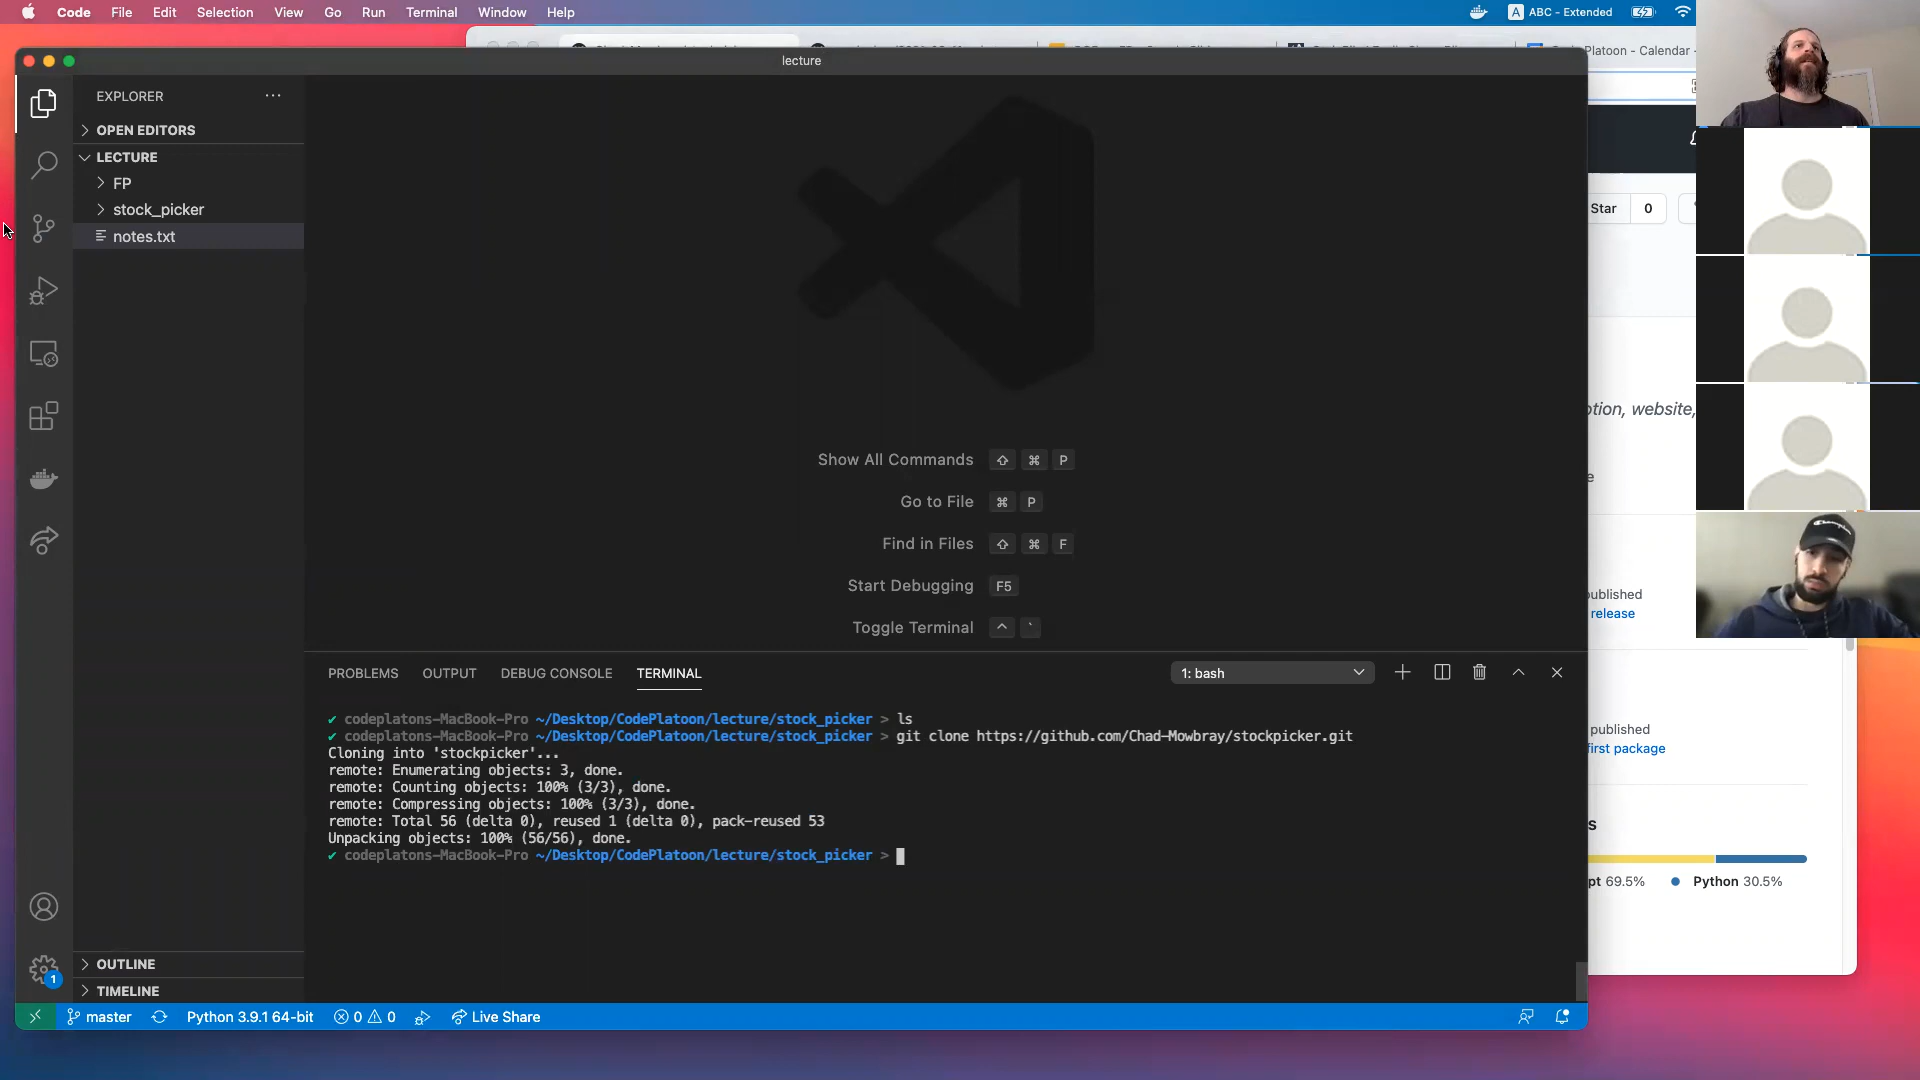 Code File Edit Selection View Go Run Terminal Window Help
A ABC - Extended
Platoon - Calendar -
lecture
EXPLORER
OPEN EDITORS
LECTURE
FP
stock_picker
notes.txt
Star 0
ption, website,
e
ublished
release
published
first package
s
pt 69.5% Python 30.5%
Show All Commands ⇧ ⌘ P
Go to File ⌘ P
Find in Files ⇧ ⌘ F
Start Debugging F5
Toggle Terminal ^ `
PROBLEMS OUTPUT DEBUG CONSOLE TERMINAL 1: bash
✔ codeplatons-MacBook-Pro ~/Desktop/CodePlatoon/lecture/stock_picker > ls
✔ codeplatons-MacBook-Pro ~/Desktop/CodePlatoon/lecture/stock_picker > git clone https://github.com/Chad-Mowbray/stockpicker.git
Cloning into 'stockpicker'...
remote: Enumerating objects: 3, done.
remote: Counting objects: 100% (3/3), done.
remote: Compressing objects: 100% (3/3), done.
remote: Total 56 (delta 0), reused 1 (delta 0), pack-reused 53
Unpacking objects: 100% (56/56), done.
✔ codeplatons-MacBook-Pro ~/Desktop/CodePlatoon/lecture/stock_picker >
OUTLINE
TIMELINE
1
master Python 3.9.1 64-bit 0 0 Live Share